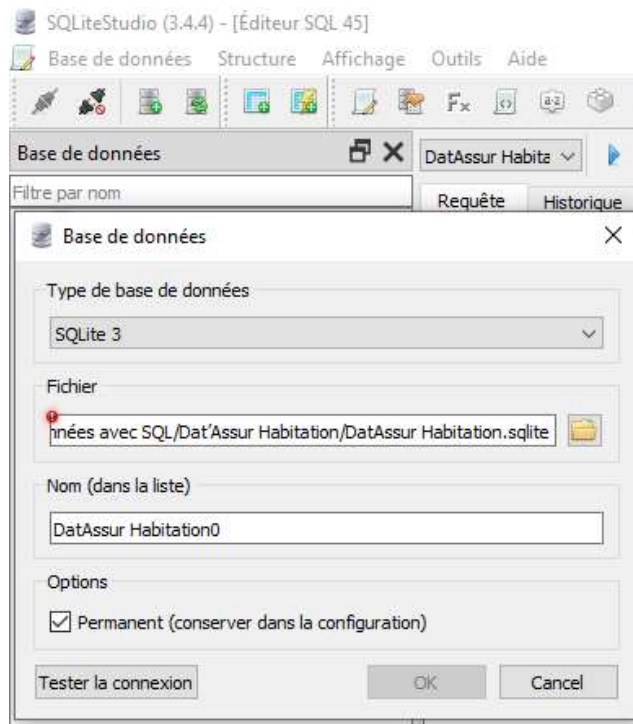 SQLiteStudio (3.4.4) - [Éditeur SQL 45]
Base de données Structure Affichage Outils Aide
Base de données DatAssur Habita
Filtre par nom
Requête Historique
Base de données
Type de base de données
SQLite 3
Fichier
nnées avec SQL/Dat'Assur Habitation/DatAssur Habitation.sqlite
Nom (dans la liste)
DatAssur Habitation0
Options
Permanent (conserver dans la configuration)
Tester la connexion OK Cancel